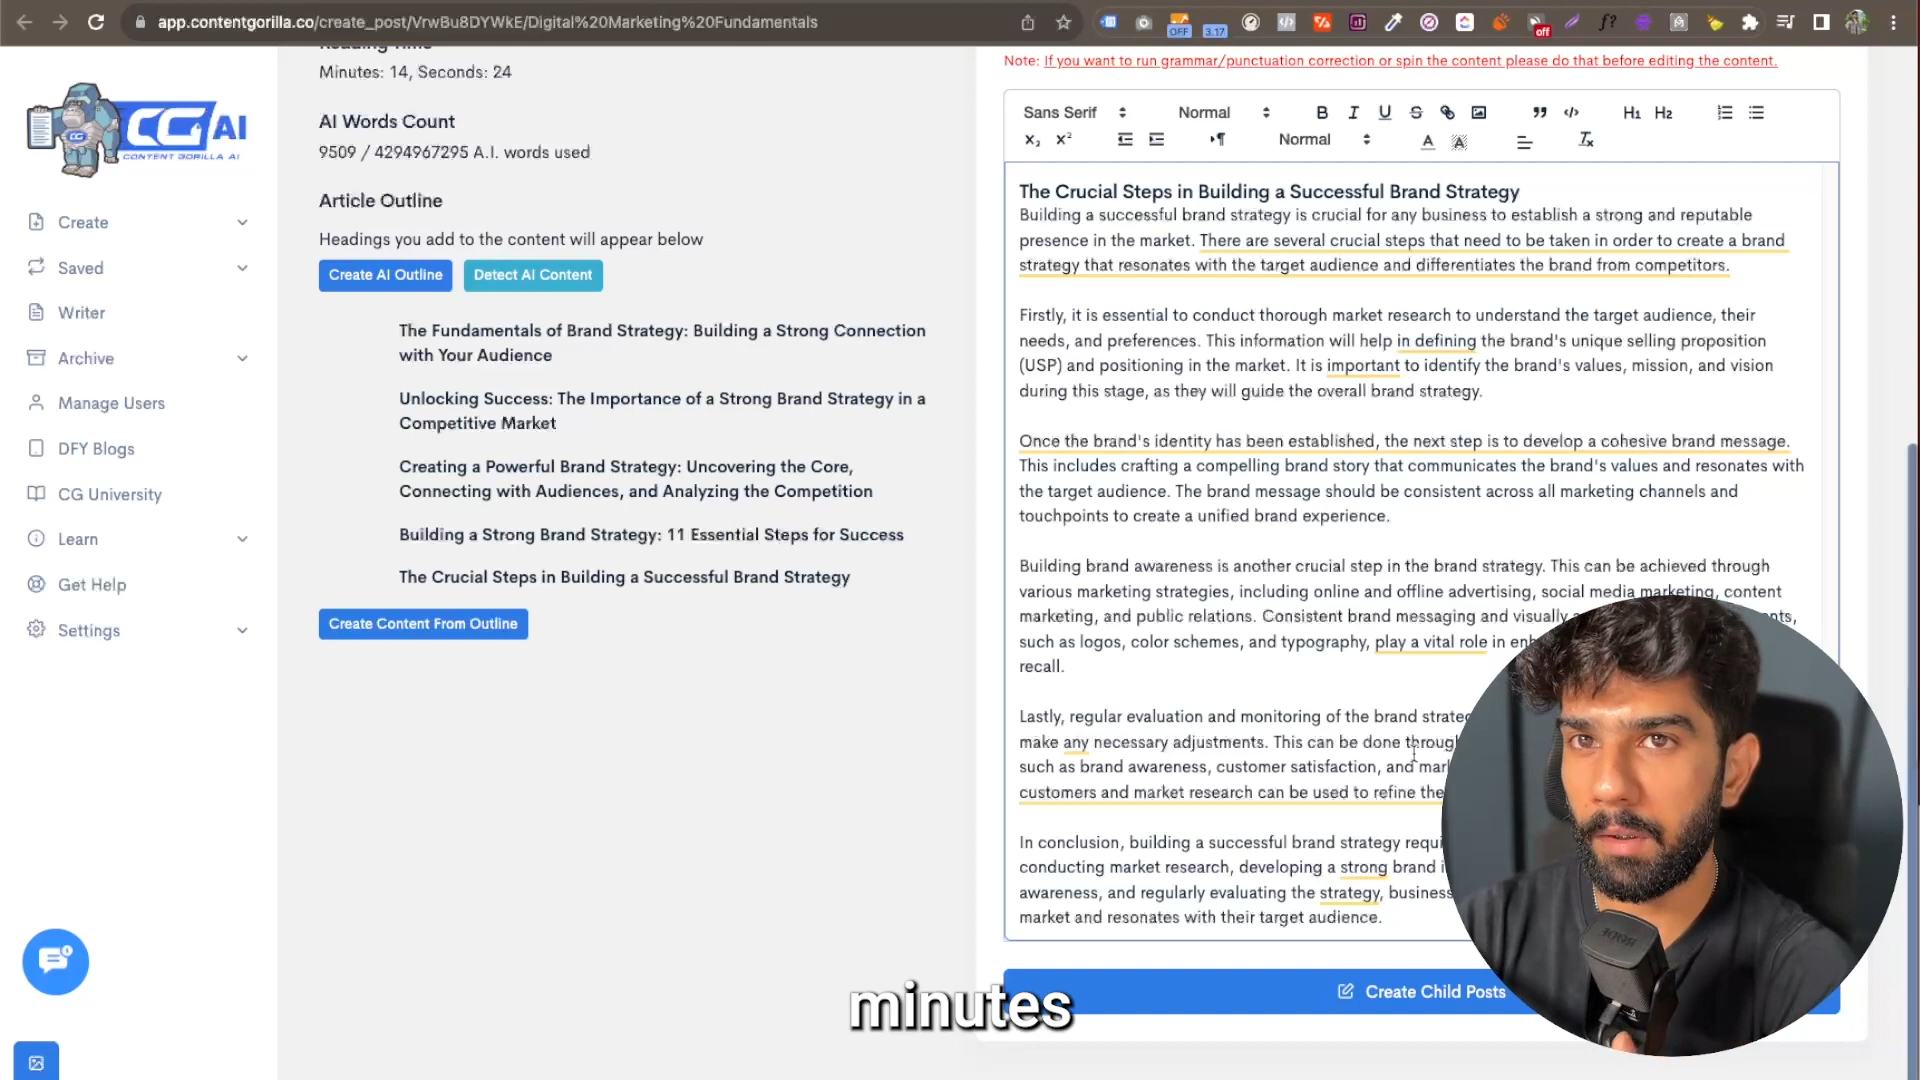 app.contentgorilla.co/create_post/VrwBu8DYWkE/Digital%20Marketing%20Fundamentals
OFF
3.17
off
f?
CG AI
CONTENT GORILLA AI
Create
Saved
Writer
Archive
Manage Users
DFY Blogs
CG University
Learn
Get Help
Settings
Reading Time
Minutes: 14, Seconds: 24
AI Words Count
9509 / 4294967295 A.I. words used
Article Outline
Headings you add to the content will appear below
Create AI Outline
Detect AI Content
The Fundamentals of Brand Strategy: Building a Strong Connection
with Your Audience
Unlocking Success: The Importance of a Strong Brand Strategy in a
Competitive Market
Creating a Powerful Brand Strategy: Uncovering the Core,
Connecting with Audiences, and Analyzing the Competition
Building a Strong Brand Strategy: 11 Essential Steps for Success
The Crucial Steps in Building a Successful Brand Strategy
Create Content From Outline
Note: If you want to run grammar/punctuation correction or spin the content please do that before editing the content.
Sans Serif
Normal
H1 H2
Normal
The Crucial Steps in Building a Successful Brand Strategy
Building a successful brand strategy is crucial for any business to establish a strong and reputable
presence in the market. There are several crucial steps that need to be taken in order to create a brand
strategy that resonates with the target audience and differentiates the brand from competitors.
Firstly, it is essential to conduct thorough market research to understand the target audience, their
needs, and preferences. This information will help in defining the brand's unique selling proposition
(USP) and positioning in the market. It is important to identify the brand's values, mission, and vision
during this stage, as they will guide the overall brand strategy.
Once the brand's identity has been established, the next step is to develop a cohesive brand message.
This includes crafting a compelling brand story that communicates the brand's values and resonates with
the target audience. The brand message should be consistent across all marketing channels and
touchpoints to create a unified brand experience.
Building brand awareness is another crucial step in the brand strategy. This can be achieved through
various marketing strategies, including online and offline advertising, social media marketing, content
marketing, and public relations. Consistent brand messaging and visually
such as logos, color schemes, and typography, play a vital role in
recall.
Lastly, regular evaluation and monitoring of the brand
make any necessary adjustments. This can be done
such as brand awareness, customer satisfaction, and
customers and market research can be used to refine the
In conclusion, building a successful brand strategy
conducting market research, developing a strong brand
awareness, and regularly evaluating the strategy,
market and resonates with their target audience.
Create Child Posts
minutes